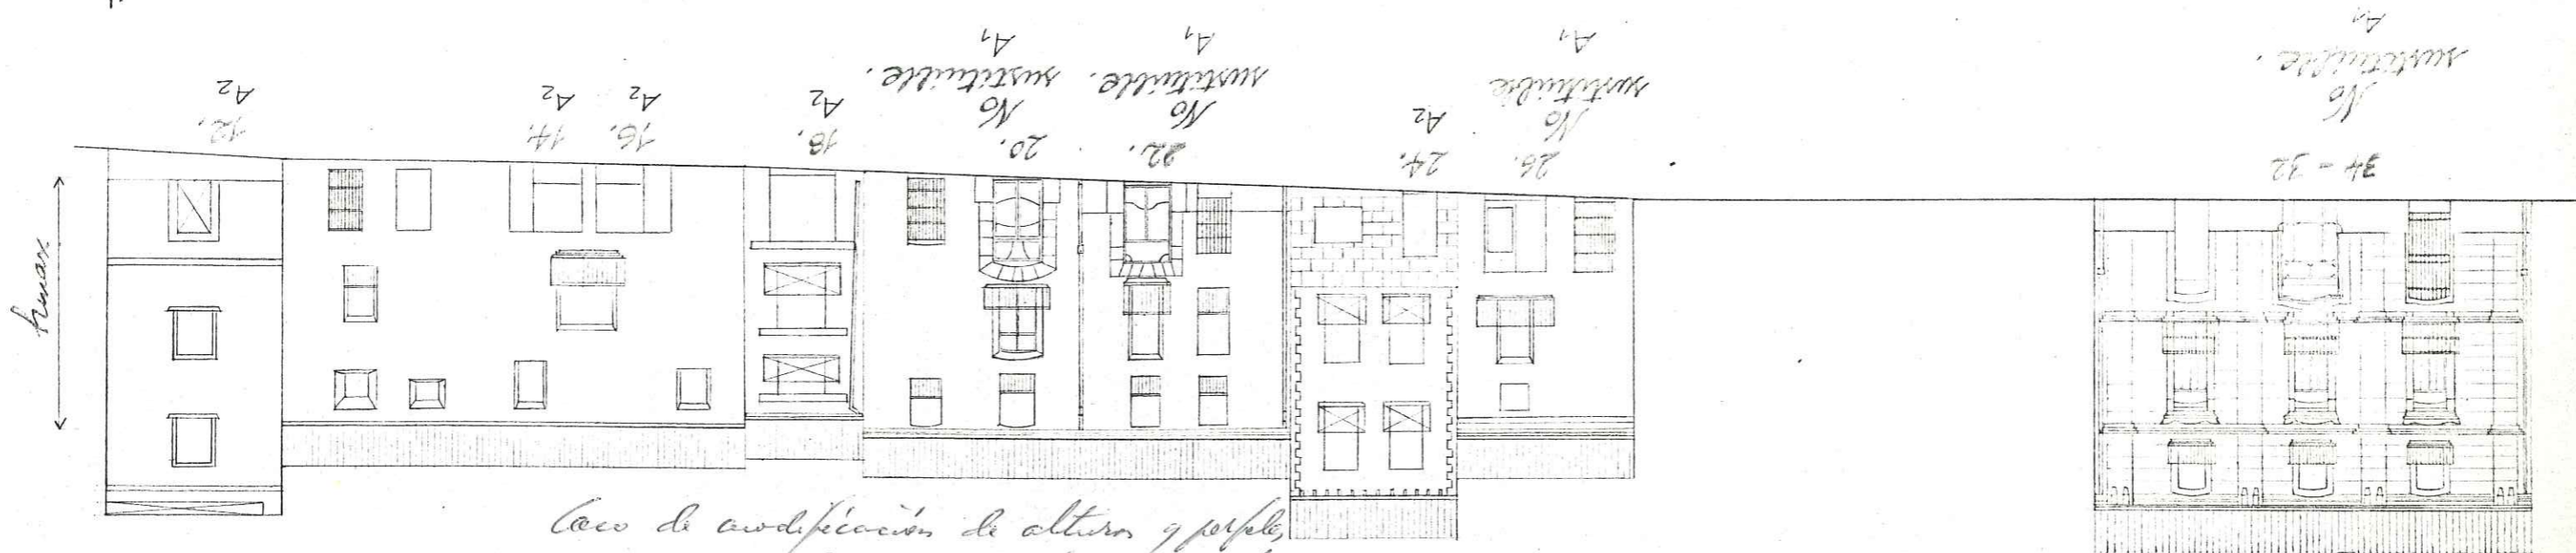 12.
A2
14.
A2
16.
A2
18.
A2
20.
No
sustituible.
A1
22.
No
sustituible.
A1
24.
A2
26.
No
sustituible
A1
34-32
No
sustituible.
A1
hmax
Caso de modificación de alturas y perfiles,